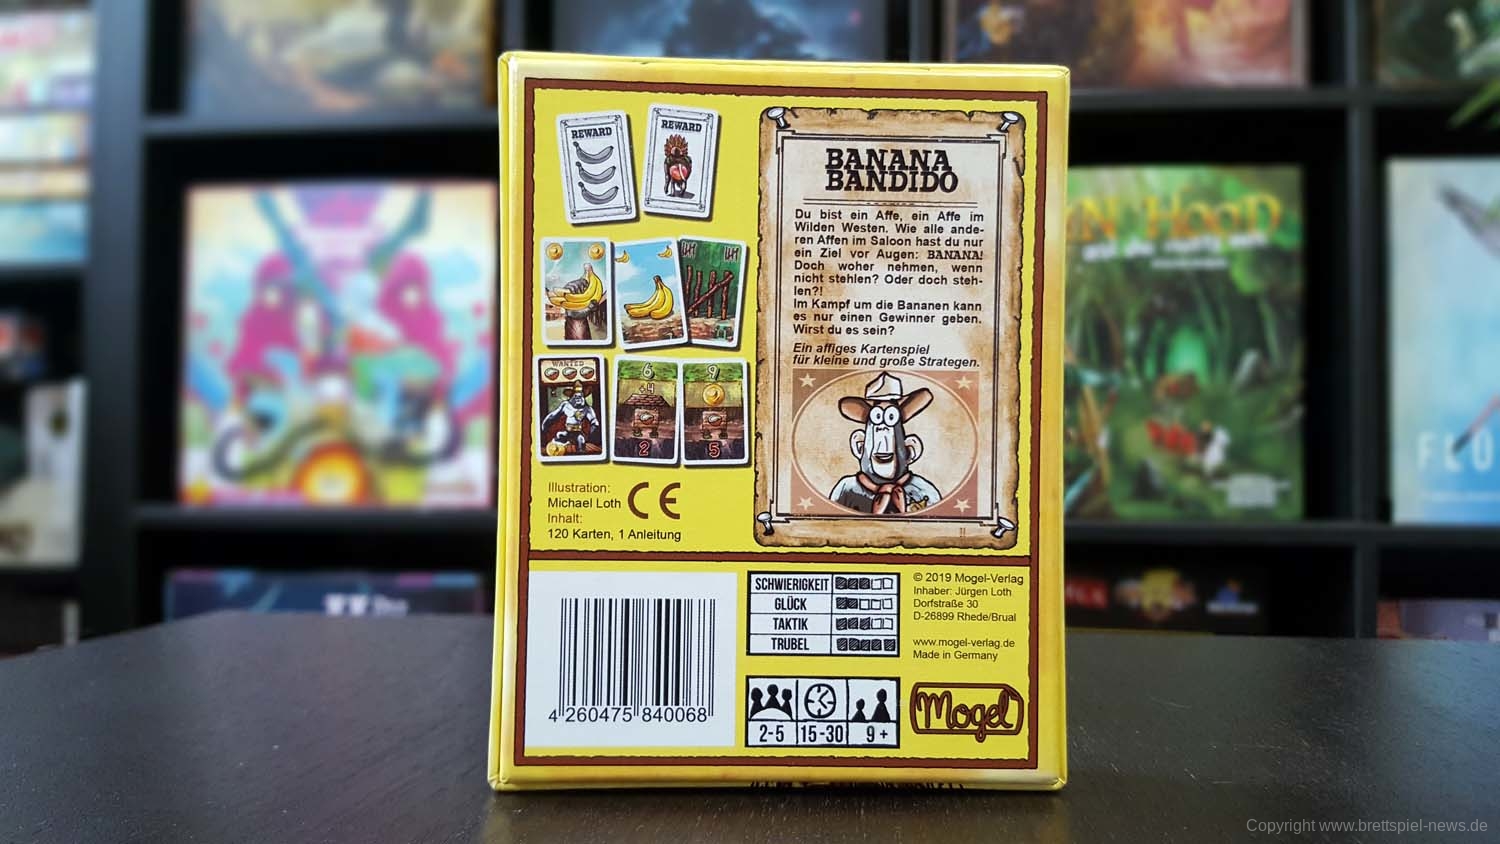 REWARD
REWARD
WANTED
6
+4
2
9
5
Illustration:
Michael Loth
CE
Inhalt:
120 Karten, 1 Anleitung
BANANA
BANDIDO
Du bist ein Affe, ein Affe im
Wilden Westen. Wie alle ande-
ren Affen im Saloon hast du nur
ein Ziel vor Augen: BANANA!
Doch woher nehmen, wenn
nicht stehlen? Oder doch steh-
len?!
Im Kampf um die Bananen kann
es nur einen Gewinner geben.
Wirst du es sein?
Ein affiges Kartenspiel
für kleine und große Strategen.
4 260475 840068
SCHWIERIGKEIT
GLÜCK
TAKTIK
TRUBEL
2-5
15-30
9 +
© 2019 Mogel-Verlag
Inhaber: Jürgen Loth
Dorfstraße 30
D-26899 Rhede/Brual
www.mogel-verlag.de
Made in Germany
Mogel
N HOOD
FLU
Copyright www.brettspiel-news.de